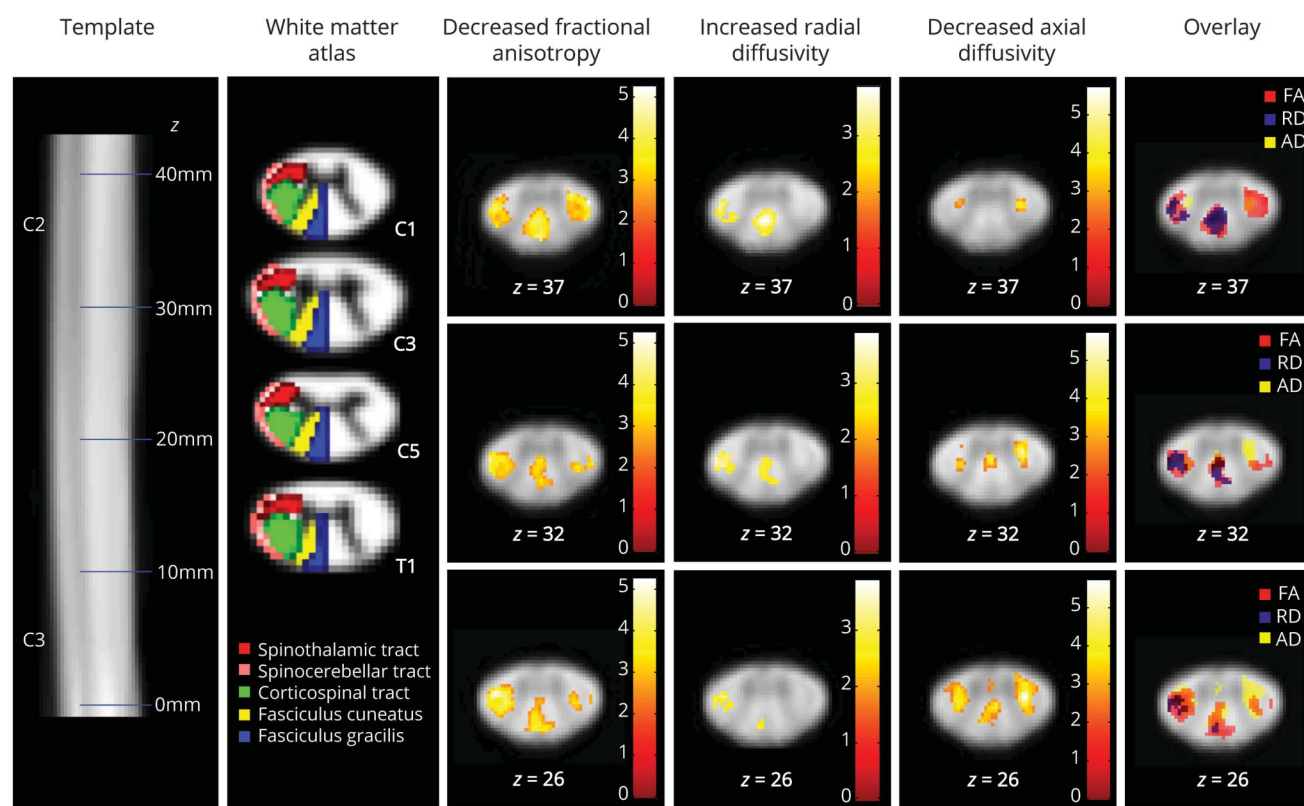 Template
White matter
atlas
Decreased fractional
anisotropy
Increased radial
diffusivity
Decreased axial
diffusivity
Overlay
z
40mm
30mm
20mm
10mm
0mm
C2
C3
C1
C3
C5
T1
Spinothalamic tract
Spinocerebellar tract
Corticospinal tract
Fasciculus cuneatus
Fasciculus gracilis
5
4
3
2
1
0
z = 37
3
2
1
0
z = 37
5
4
3
2
1
0
z = 37
FA
RD
AD
z = 37
5
4
3
2
1
0
z = 32
3
2
1
0
z = 32
5
4
3
2
1
0
z = 32
FA
RD
AD
z = 32
5
4
3
2
1
0
z = 26
3
2
1
0
z = 26
5
4
3
2
1
0
z = 26
FA
RD
AD
z = 26